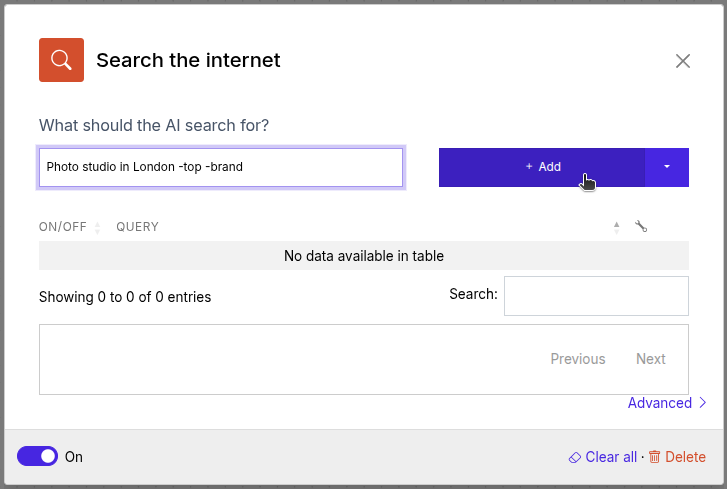 Search the internet
What should the AI search for?
Photo studio in London -top -brand
+ Add
ON/OFF QUERY
No data available in table
Showing 0 to 0 of 0 entries
Search:
Previous Next
Advanced
On
Clear all · Delete